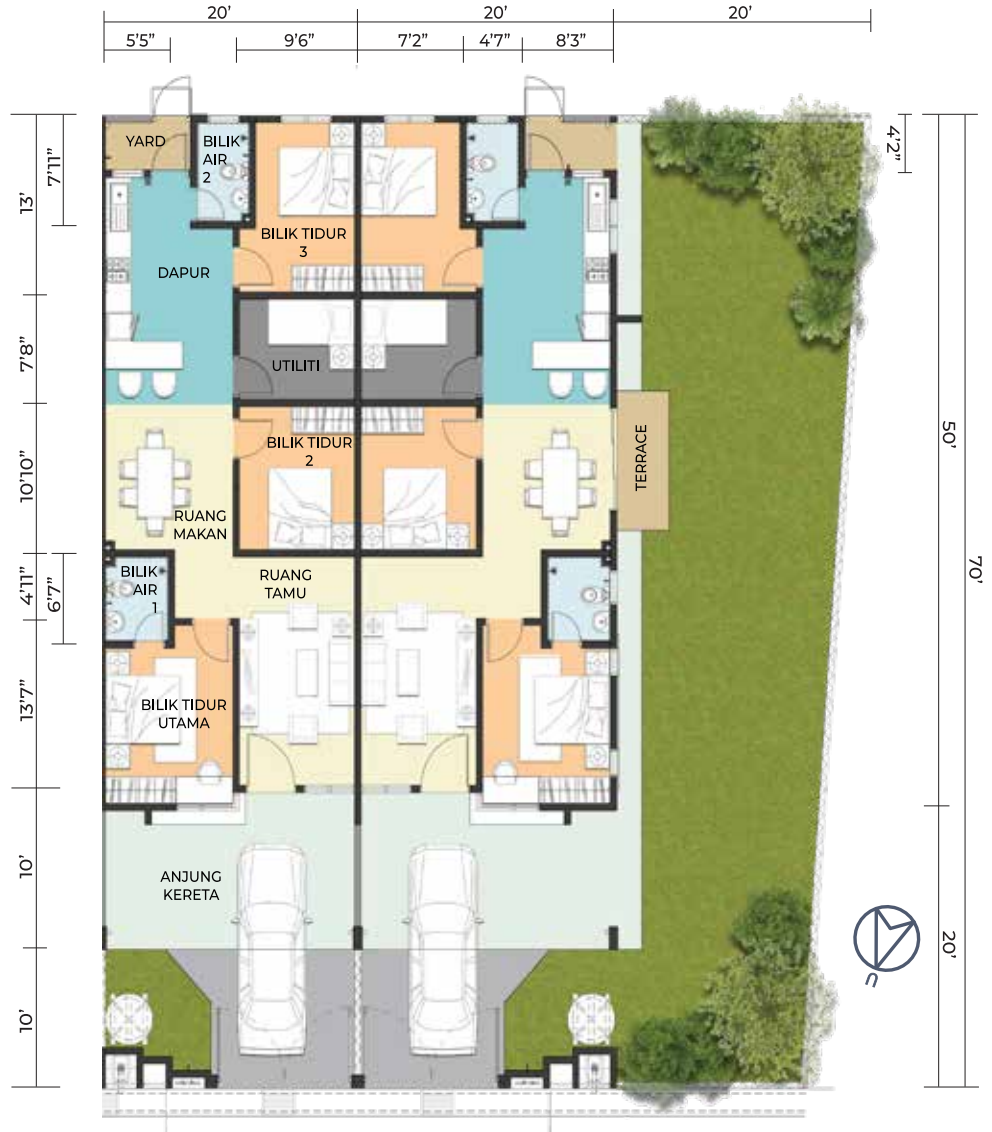 20'
20'
20'
5'5"
9'6"
7'2"
4'7"
8'3"
13'
7'11"
YARD
BILIK
AIR
2
4'2"
BILIK TIDUR
3
DAPUR
7'8"
UTILITI
10'10"
BILIK TIDUR
2
TERRACE
50'
RUANG
MAKAN
4'11"
6'7"
BILIK
AIR
1
RUANG
TAMU
70'
13'7"
BILIK TIDUR
UTAMA
10'
ANJUNG
KERETA
20'
n
10'